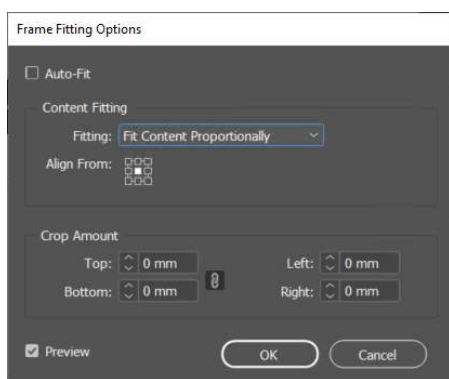 Frame Fitting Options
Auto-Fit
Content Fitting
Fitting: Fit Content Proportionally
Align From:
Crop Amount
Top: 0 mm Left: 0 mm
Bottom: 0 mm Right: 0 mm
Preview OK Cancel